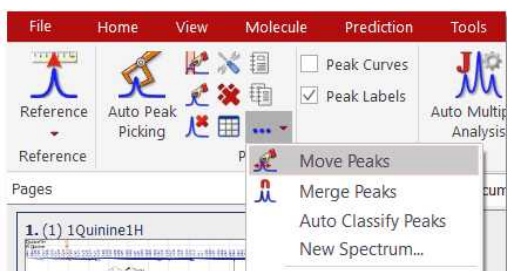 File Home View Molecule Prediction Tools
Peak Curves
Peak Labels
Reference
Auto Peak
Picking
Auto Multip
Analysis
Reference
P
Move Peaks
Pages
Merge Peaks
cum
Auto Classify Peaks
1. (1) 1Quinine1H
New Spectrum...